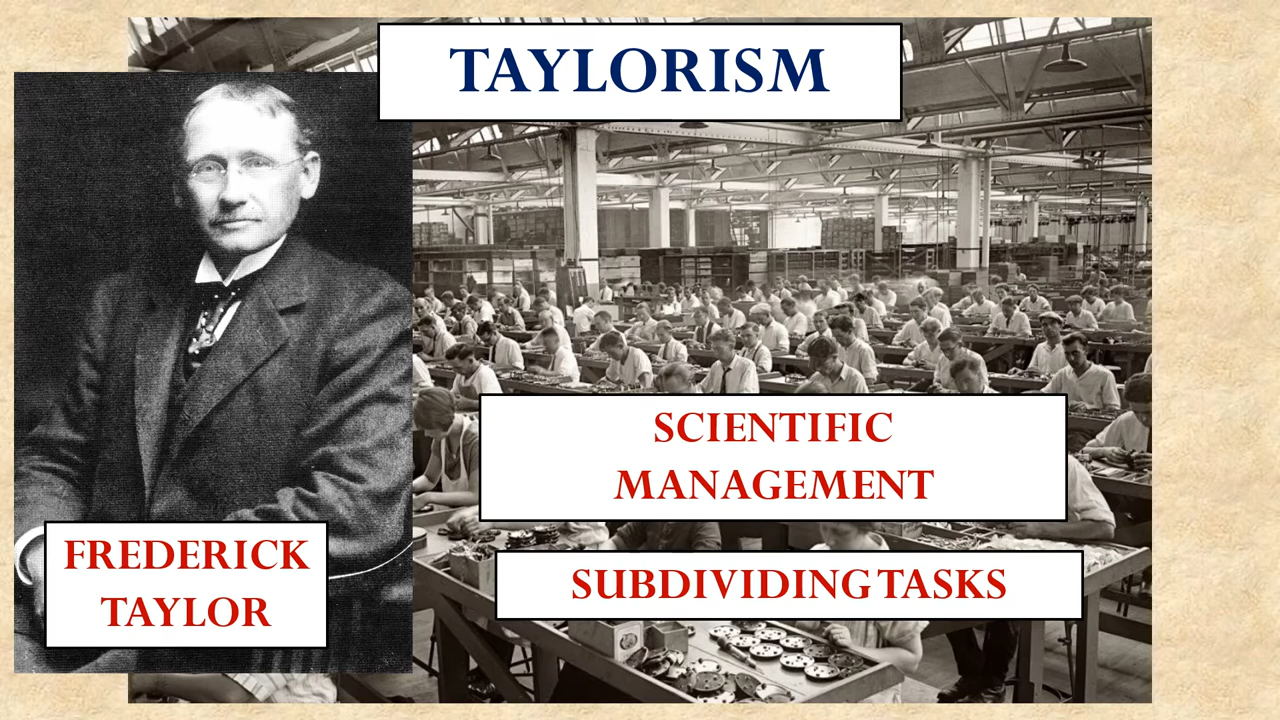 TAYLORISM
SCIENTIFIC
MANAGEMENT
SUBDIVIDING TASKS
FREDERICK
TAYLOR